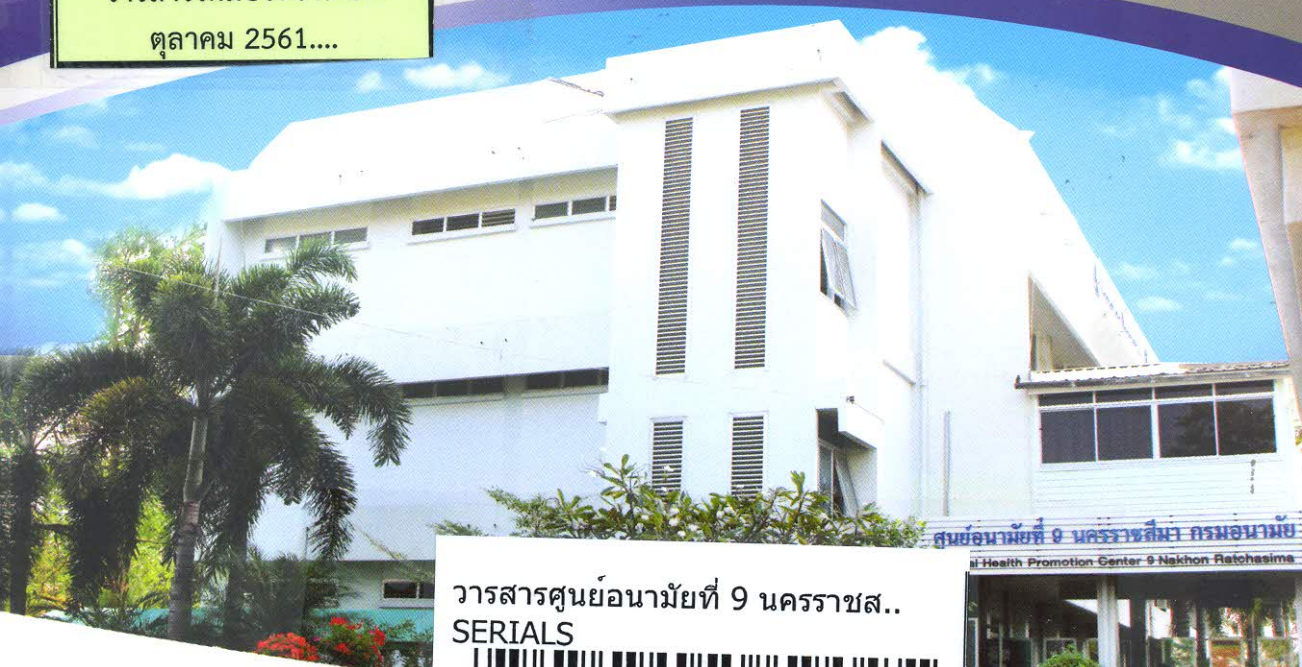 ตุลาคม 2561....
ศูนย์อนามัยที่ 9 นครราชสีมา กรมอนามัย
al Health Promotion Center 9 Nakhon Ratchasima
วารสารศูนย์อนามัยที่ 9 นครราชส..
SERIALS